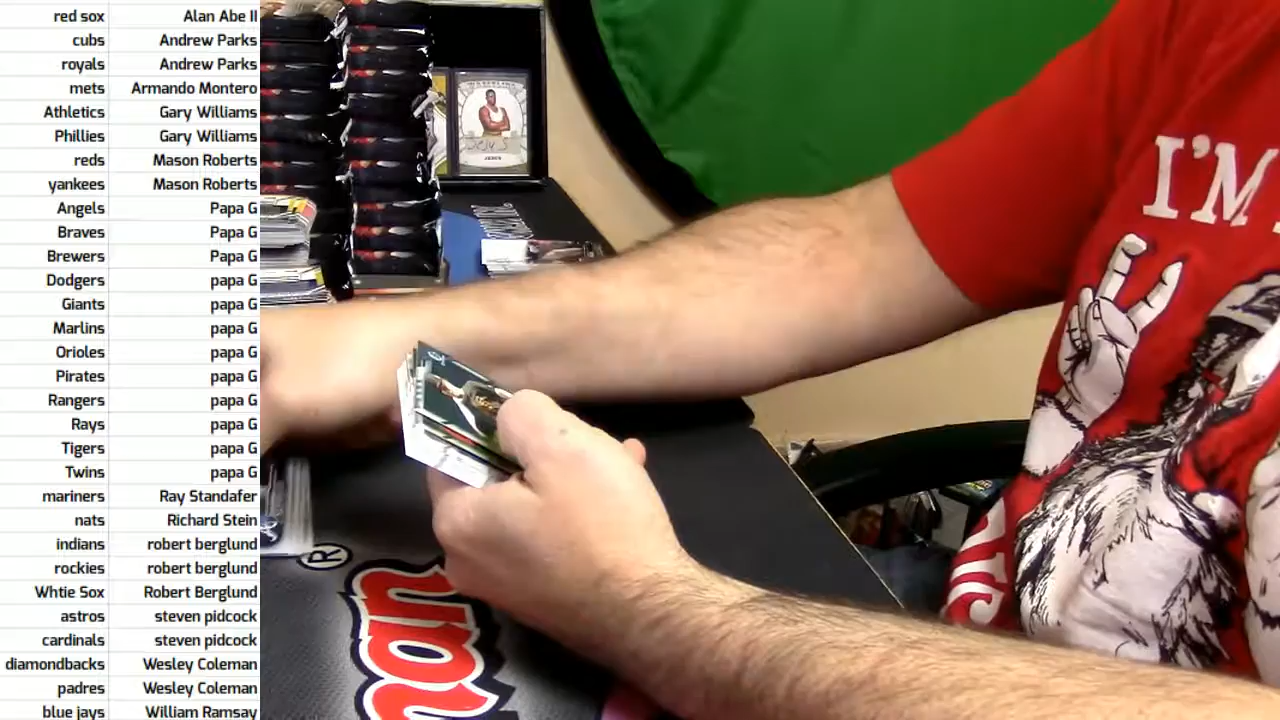 red sox Alan Abe II
cubs Andrew Parks
royals Andrew Parks
mets Armando Montero
Athletics Gary Williams
Phillies Gary Williams
reds Mason Roberts
yankees Mason Roberts
Angels Papa G
Braves Papa G
Brewers Papa G
Dodgers papa G
Giants papa G
Marlins papa G
Orioles papa G
Pirates papa G
Rangers papa G
Rays papa G
Tigers papa G
Twins papa G
mariners Ray Standafer
nats Richard Stein
indians robert berglund
rockies robert berglund
Whtie Sox Robert Berglund
astros steven pidcock
cardinals steven pidcock
diamondbacks Wesley Coleman
padres Wesley Coleman
blue jays William Ramsay
I'M
JESUS
®